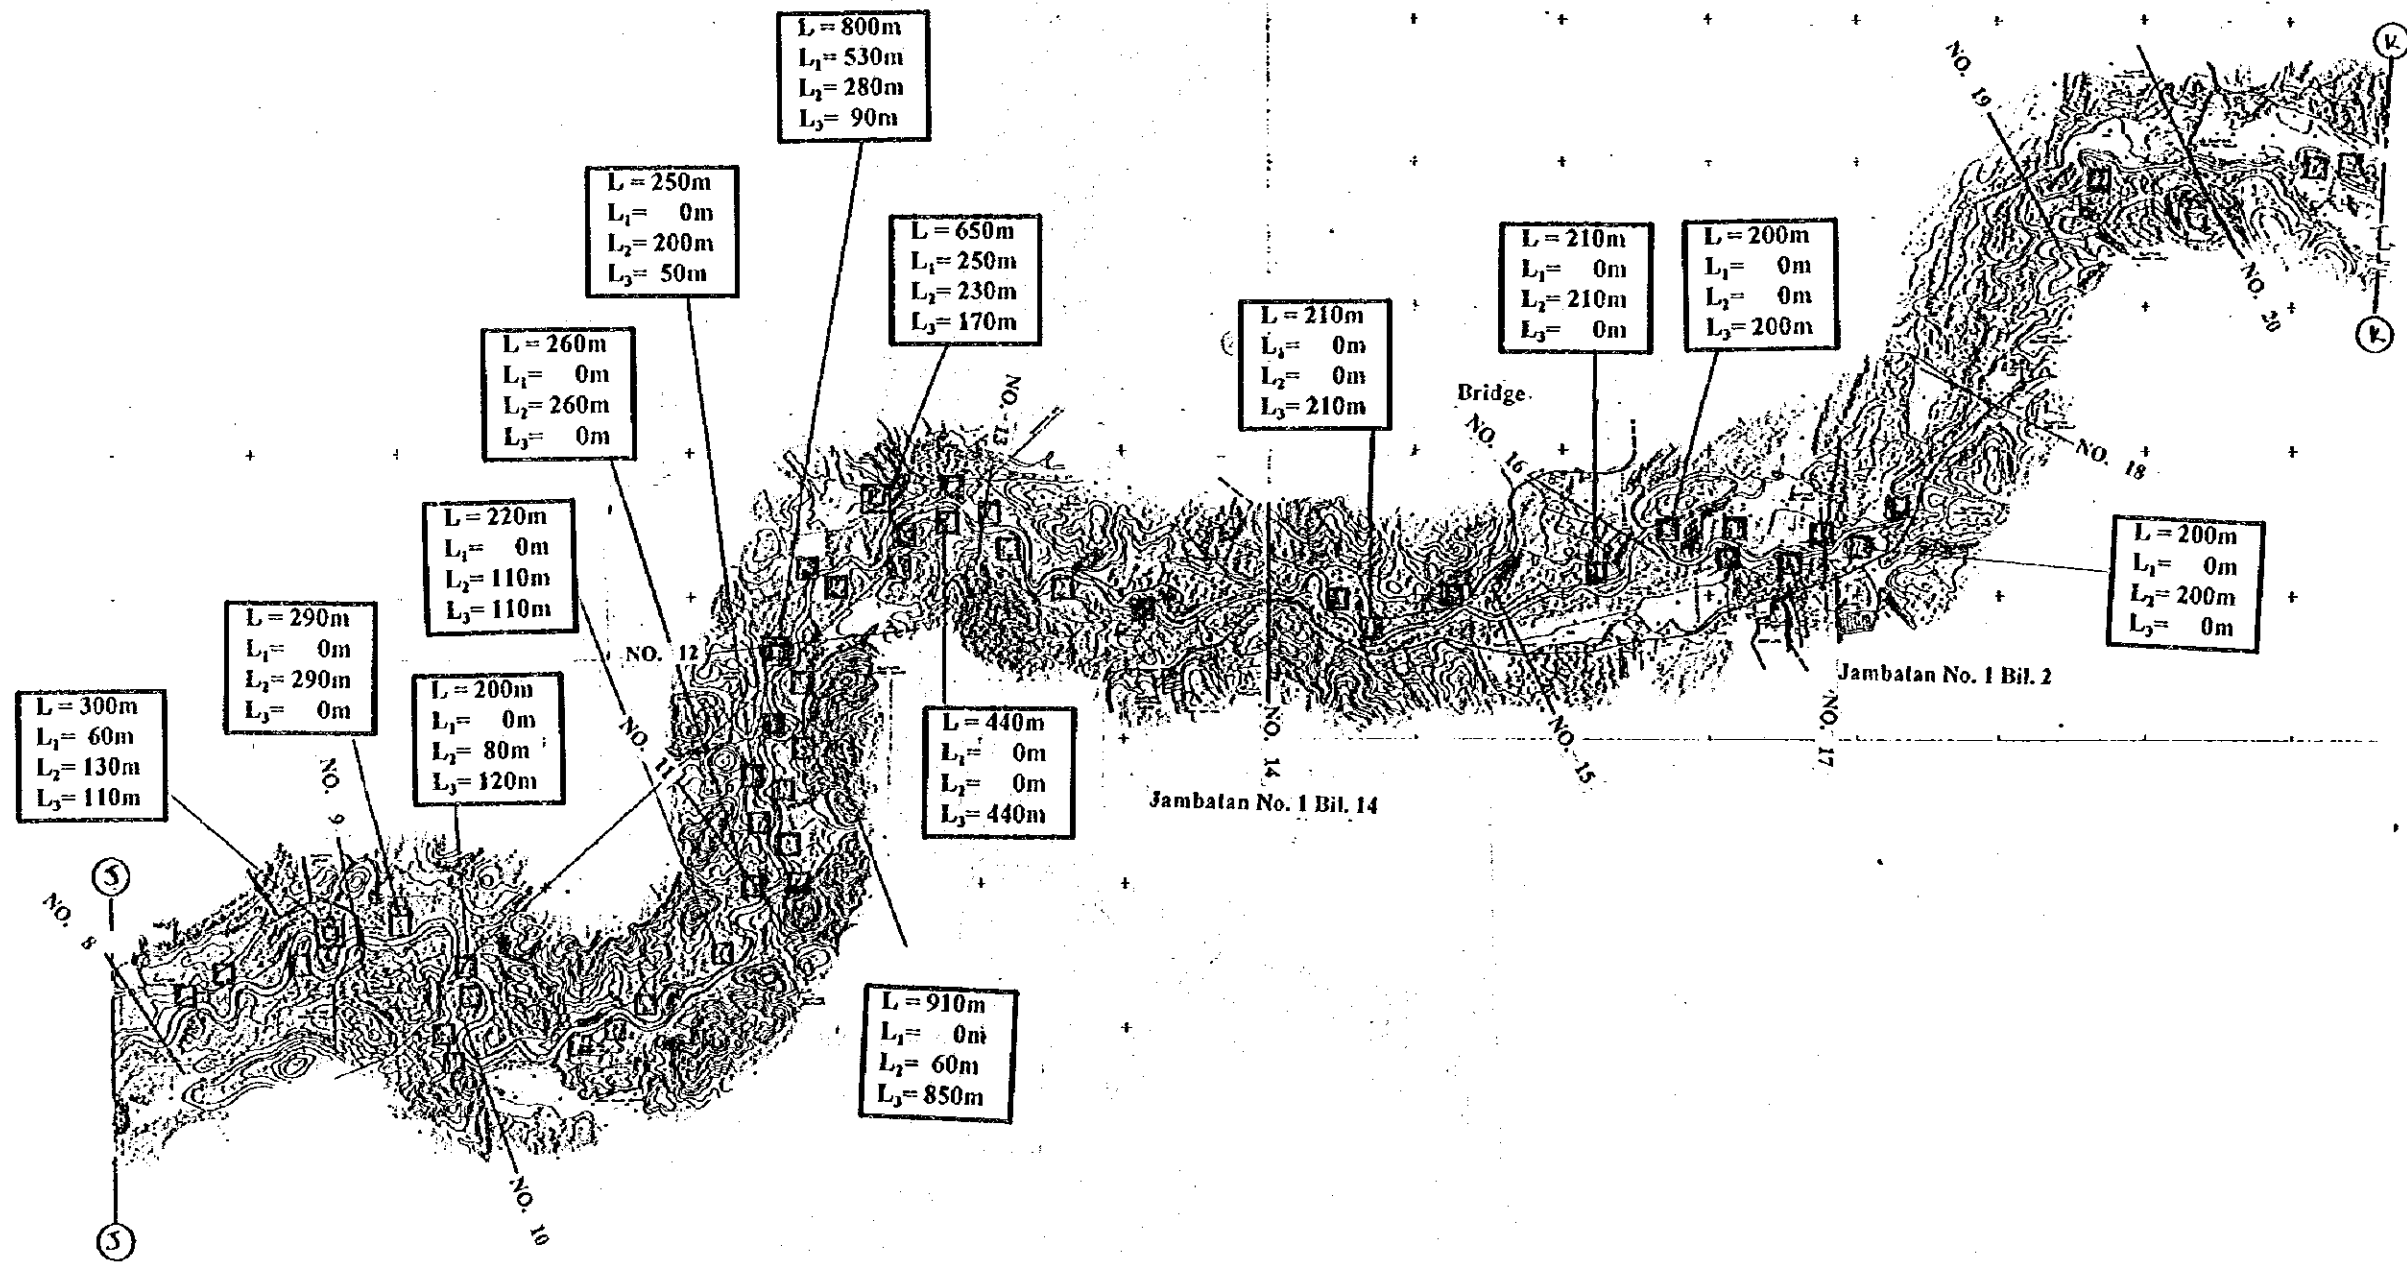 L = 800m
L₁= 530m
L₂= 280m
L₃= 90m
L = 250m
L₁= 0m
L₂= 200m
L₃= 50m
L = 650m
L₁= 250m
L₂= 230m
L₃= 170m
L = 260m
L₁= 0m
L₂= 260m
L₃= 0m
L = 210m
L₁= 0m
L₂= 0m
L₃= 210m
L = 210m
L₁= 0m
L₂= 210m
L₃= 0m
L = 200m
L₁= 0m
L₂= 0m
L₃= 200m
L = 220m
L₁= 0m
L₂= 110m
L₃= 110m
L = 290m
L₁= 0m
L₂= 290m
L₃= 0m
L = 200m
L₁= 0m
L₂= 80m
L₃= 120m
L = 300m
L₁= 60m
L₂= 130m
L₃= 110m
L = 440m
L₁= 0m
L₂= 0m
L₃= 440m
L = 910m
L₁= 0m
L₂= 60m
L₃= 850m
L = 200m
L₁= 0m
L₂= 200m
L₃= 0m
NO. 8
NO. 9
NO. 10
NO. 11
NO. 12
NO. 13
NO. 14
NO. 15
Bridge
NO. 16
NO. 17
NO. 18
NO. 19
NO. 20
Jambatan No. 1 Bil. 14
Jambatan No. 1 Bil. 2
J
J
K
K